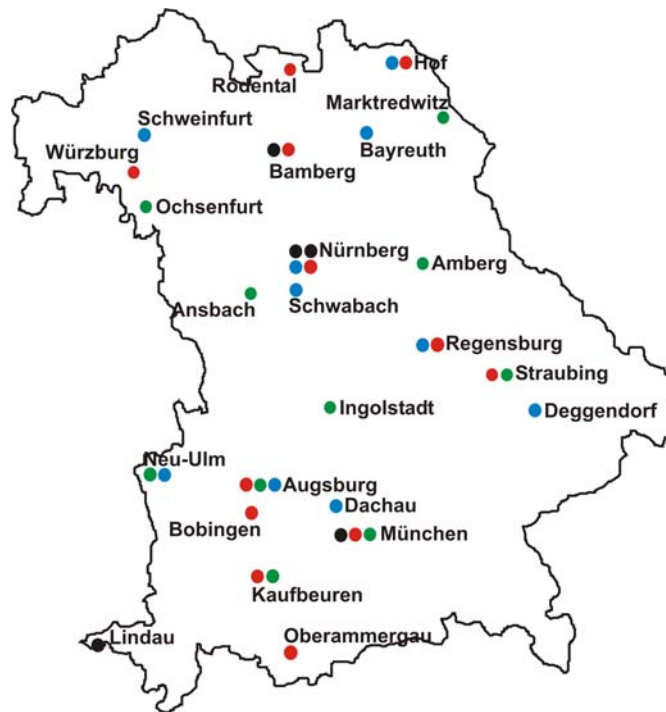 Hof
Rödental
Marktredwitz
Schweinfurt
Bayreuth
Würzburg
Bamberg
Ochsenfurt
Nürnberg
Amberg
Ansbach
Schwabach
Regensburg
Straubing
Ingolstadt
Deggendorf
Neu-Ulm
Augsburg
Dachau
Bobingen
München
Kaufbeuren
Lindau
Oberammergau